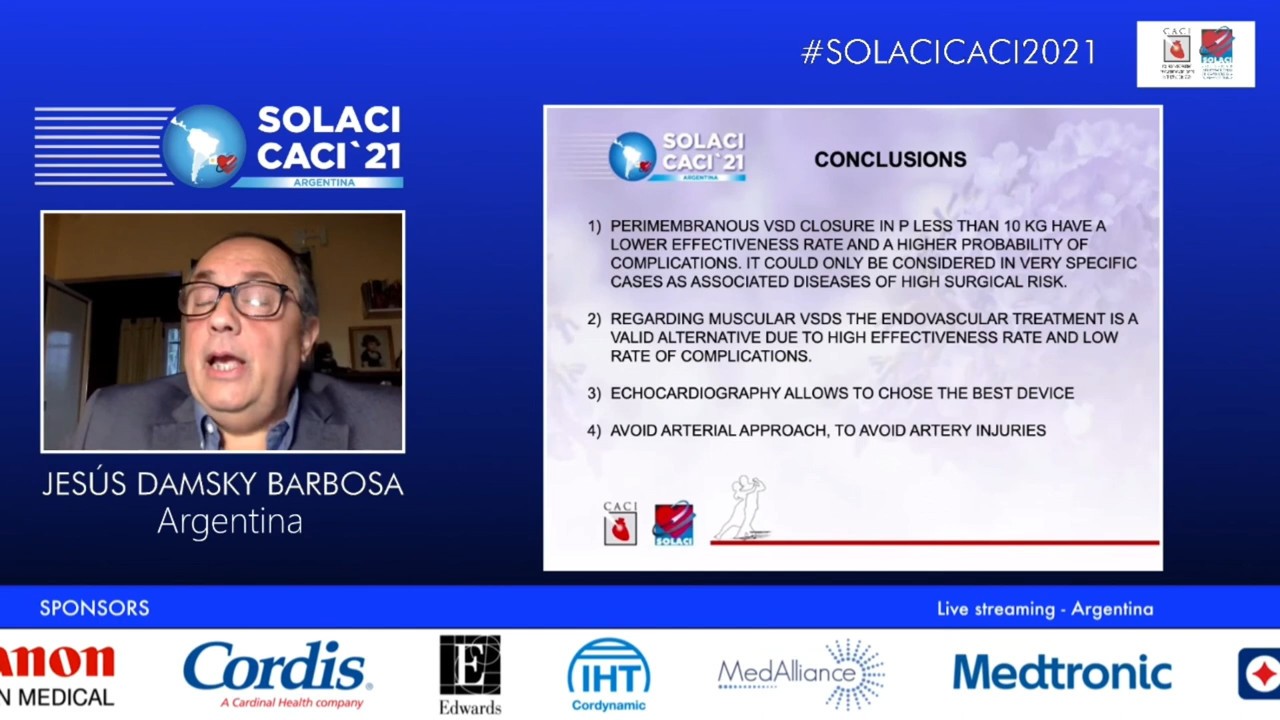 #SOLACICACI2021
CACI
SOLACI
SOLACI
CACI`21
ARGENTINA
JESÚS DAMSKY BARBOSA
Argentina
SOLACI
CACI`21
ARGENTINA
CONCLUSIONS
1) PERIMEMBRANOUS VSD CLOSURE IN P LESS THAN 10 KG HAVE A
LOWER EFFECTIVENESS RATE AND A HIGHER PROBABILITY OF
COMPLICATIONS. IT COULD ONLY BE CONSIDERED IN VERY SPECIFIC
CASES AS ASSOCIATED DISEASES OF HIGH SURGICAL RISK.
2) REGARDING MUSCULAR VSDS THE ENDOVASCULAR TREATMENT IS A
VALID ALTERNATIVE DUE TO HIGH EFFECTIVENESS RATE AND LOW
RATE OF COMPLICATIONS.
3) ECHOCARDIOGRAPHY ALLOWS TO CHOSE THE BEST DEVICE
4) AVOID ARTERIAL APPROACH, TO AVOID ARTERY INJURIES
CACI
SOLACI
SPONSORS
Live streaming - Argentina
anon
N MEDICAL
Cordis.
A Cardinal Health company
E
Edwards
IHT
Cordynamic
MedAlliance
Medtronic